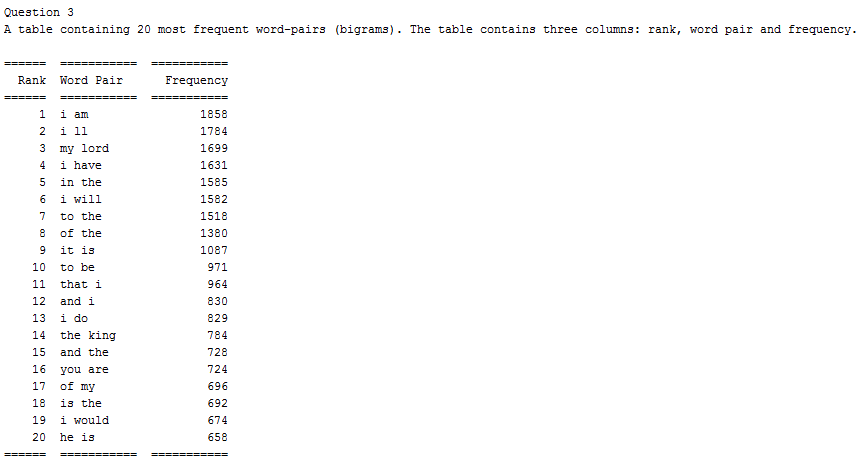 Question 3
A table containing 20 most frequent word-pairs (bigrams). The table contains three columns: rank, word pair and frequency.
====== =========== ===========
Rank Word Pair Frequency
====== =========== ===========
1 i am 1858
2 i ll 1784
3 my lord 1699
4 i have 1631
5 in the 1585
6 i will 1582
7 to the 1518
8 of the 1380
9 it is 1087
10 to be 971
11 that i 964
12 and i 830
13 i do 829
14 the king 784
15 and the 728
16 you are 724
17 of my 696
18 is the 692
19 i would 674
20 he is 658
====== =========== ===========